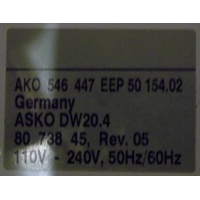 AKO 546 447 EEP 50 154.02
Germany
ASKO DW20.4
80 738 45, Rev. 05
110V - 240V, 50Hz/60Hz